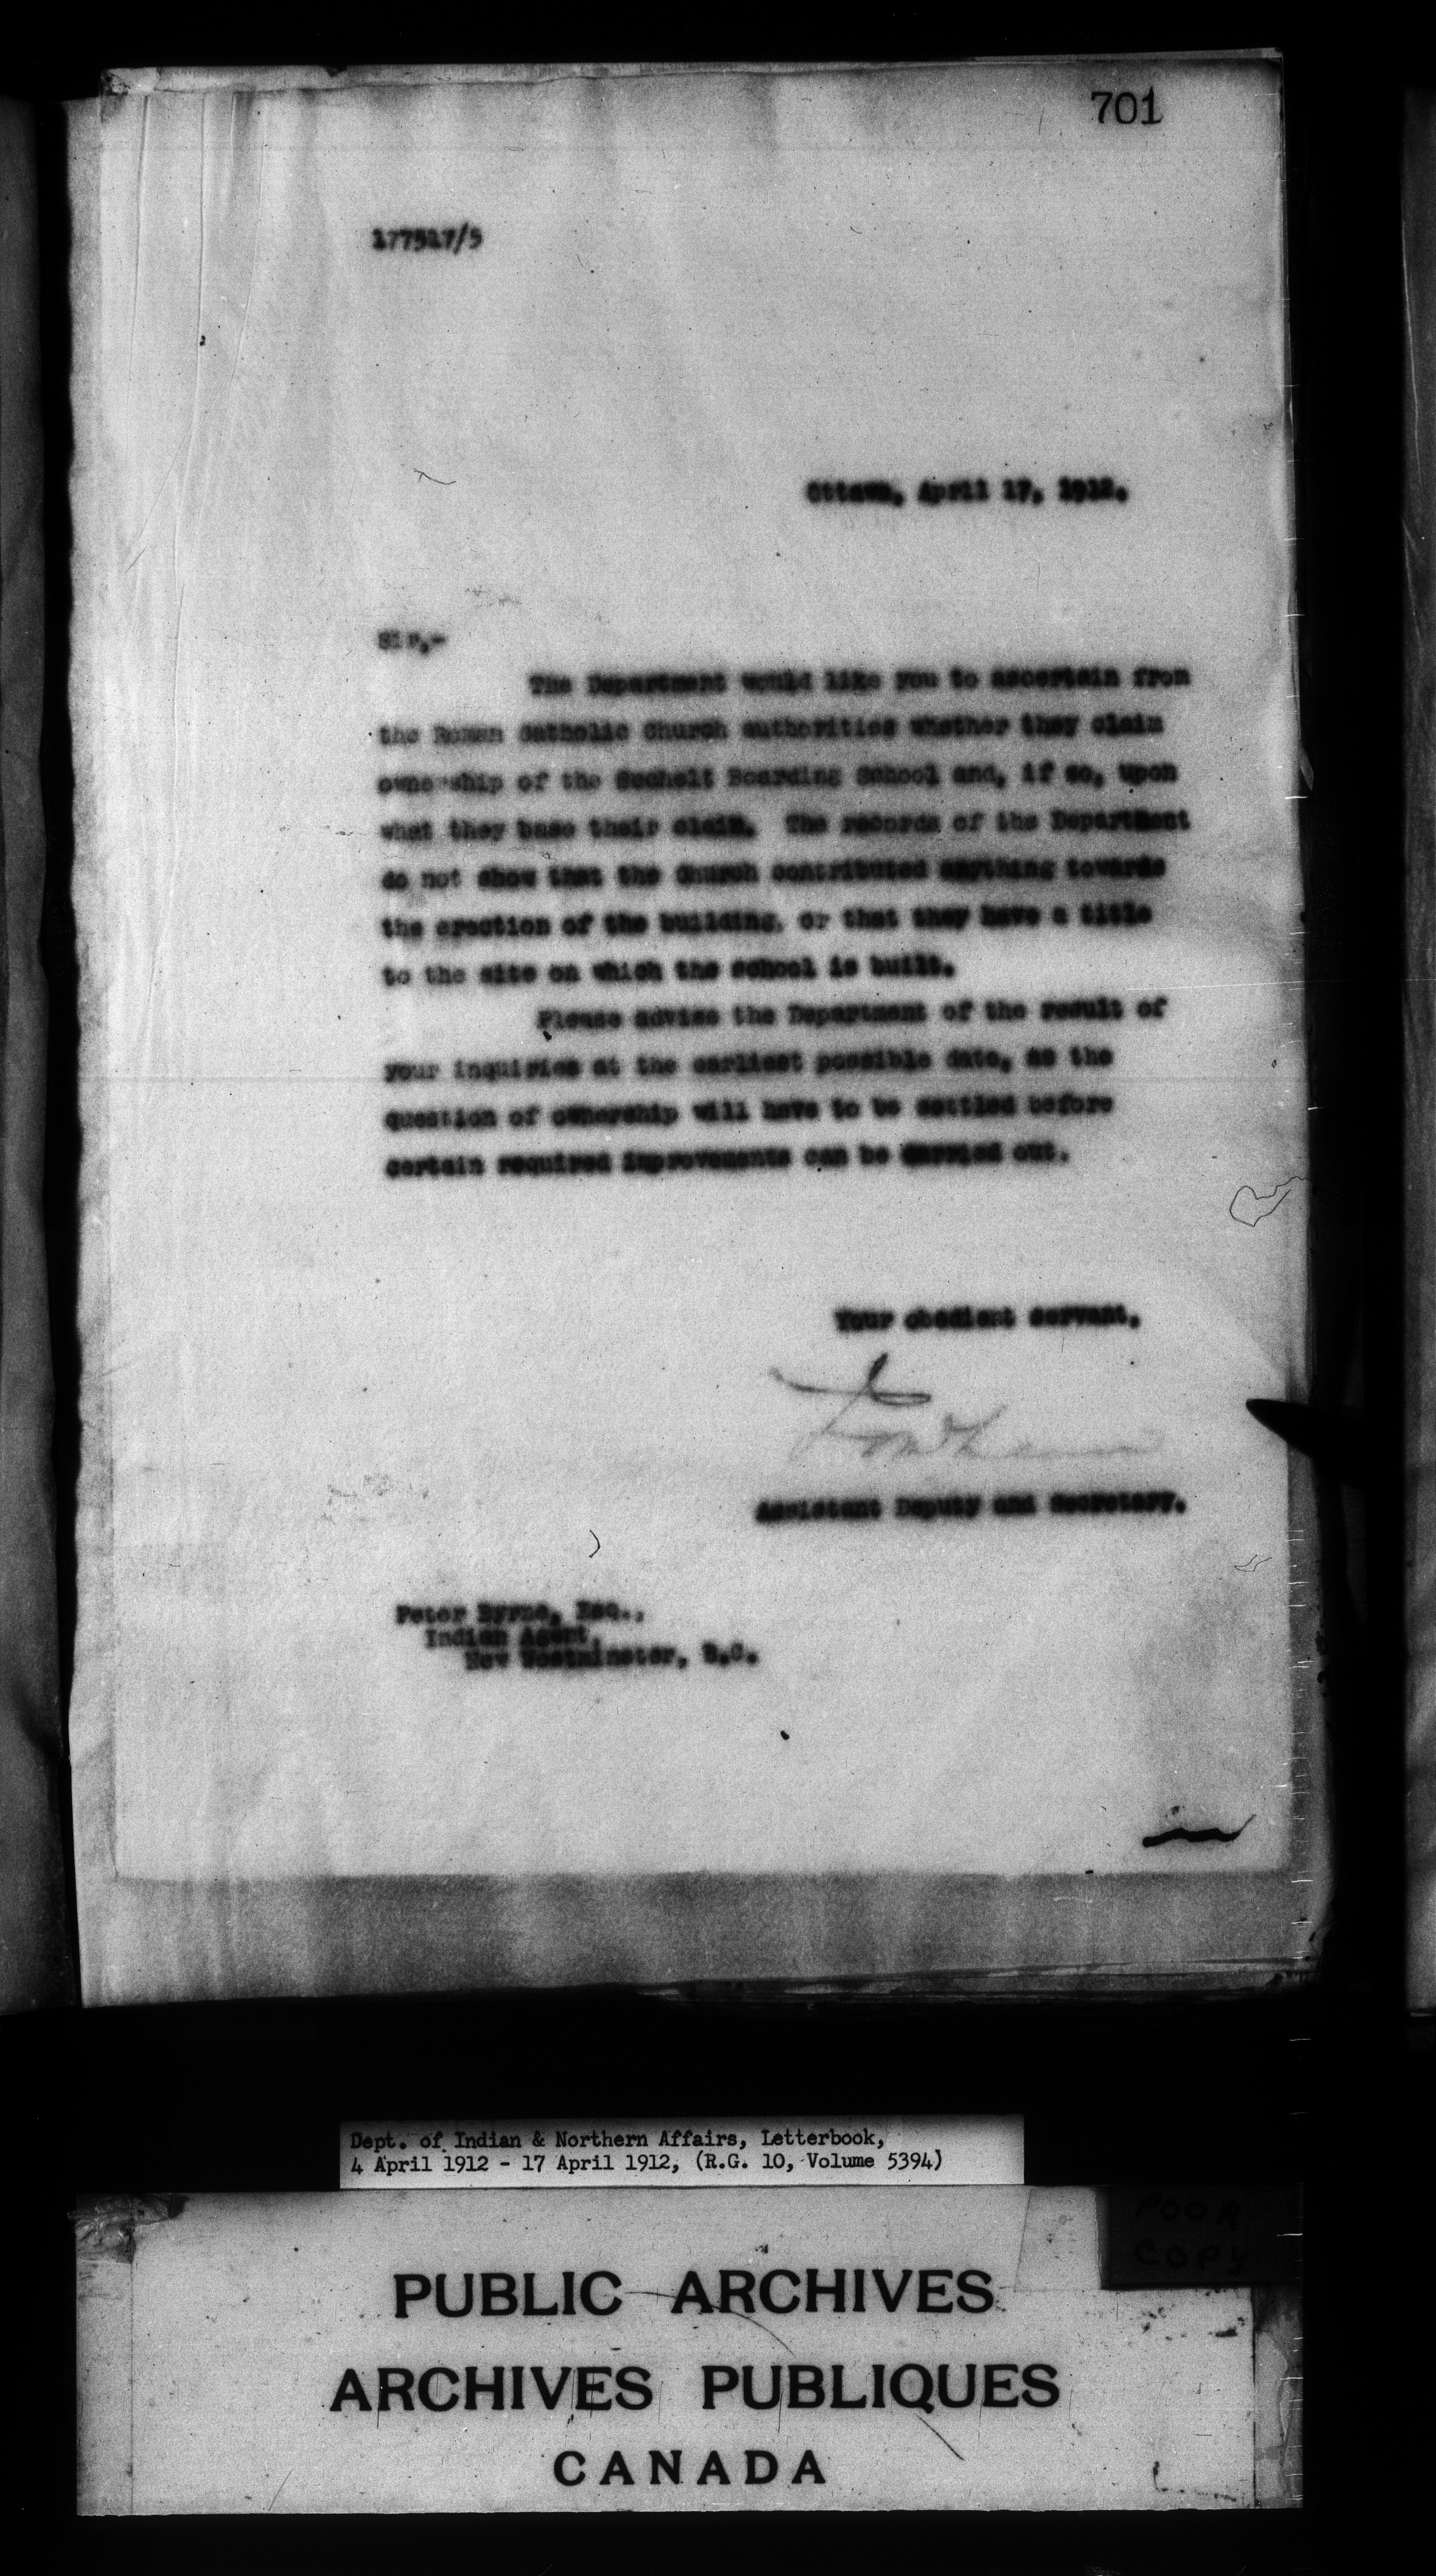 701
177517/5
Ottawa, April 17, 1912.
Sir,-
The Department would like you to ascertain from
the Roman Catholic Church authorities whether they claim
ownership of the Sechelt Boarding School and, if so, upon
what they base their claim. The records of the Department
do not show that the Church contributed anything towards
the erection of the building, or that they have a title
to the site on which the school is built.
Please advise the Department of the result of
your inquiries at the earliest possible date, as the
question of ownership will have to be settled before
certain required improvements can be carried out.
Your obedient servant,
Assistant Deputy and Secretary.
Peter Byrne, Esq.,
Indian Agent,
New Westminster, B.C.
Dept. of Indian & Northern Affairs, Letterbook,
4 April 1912 - 17 April 1912, (R.G. 10, Volume 5394)
POOR
COPY
PUBLIC ARCHIVES
ARCHIVES PUBLIQUES
CANADA